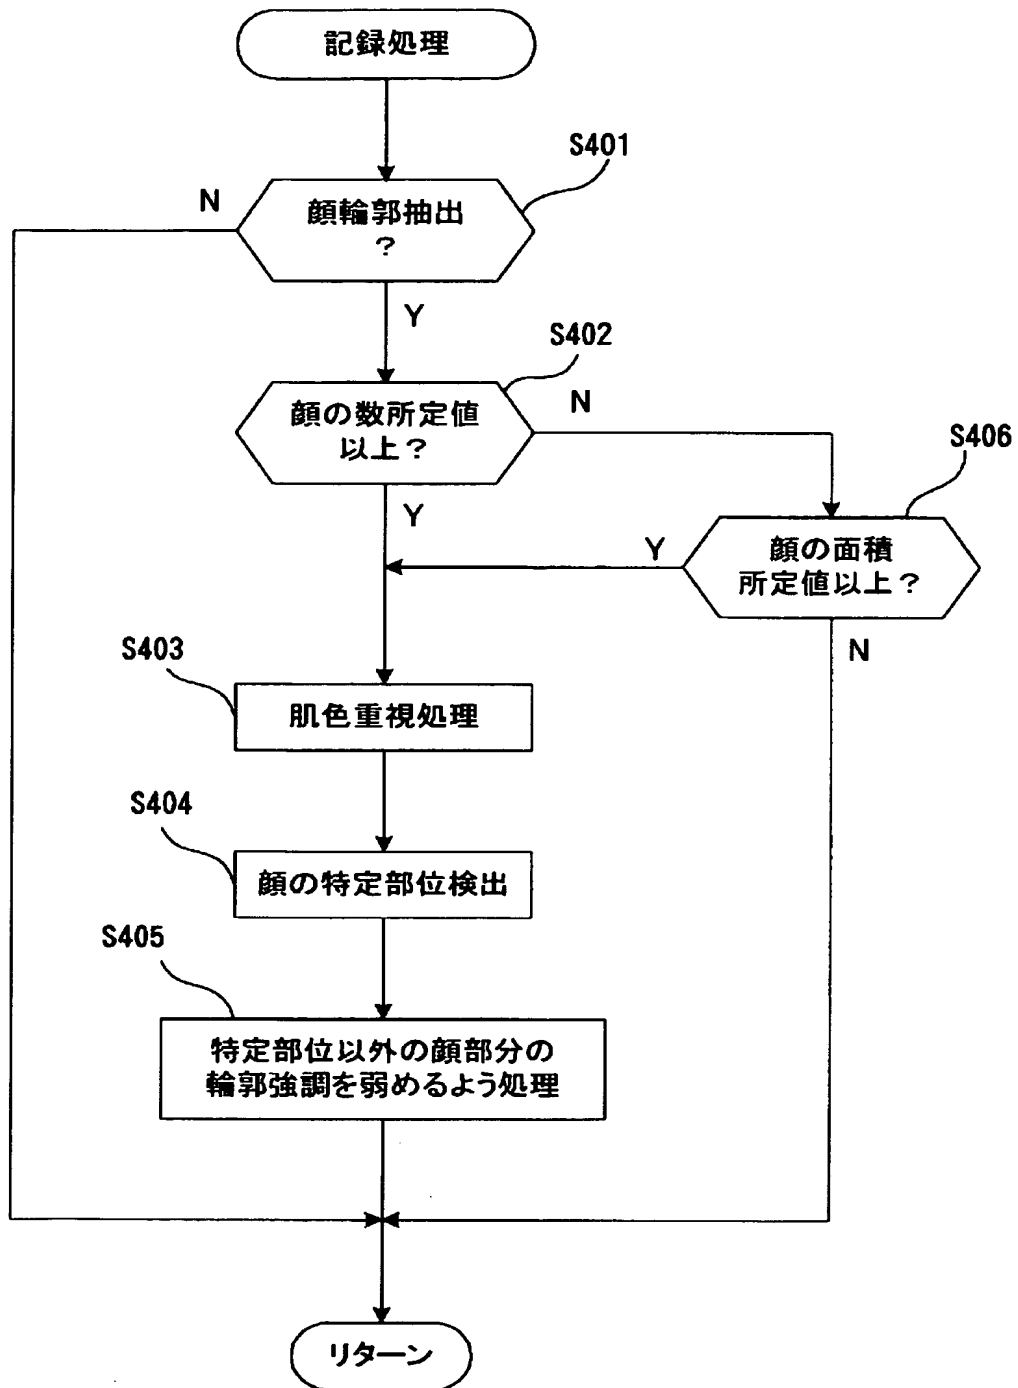 記録処理
S401
N
顔輪郭抽出
?
Y
S402
顔の数所定値
以上?
N
S406
Y
Y
顔の面積
所定値以上?
N
S403
肌色重視処理
S404
顔の特定部位検出
S405
特定部位以外の顔部分の
輪郭強調を弱めるよう処理
リターン